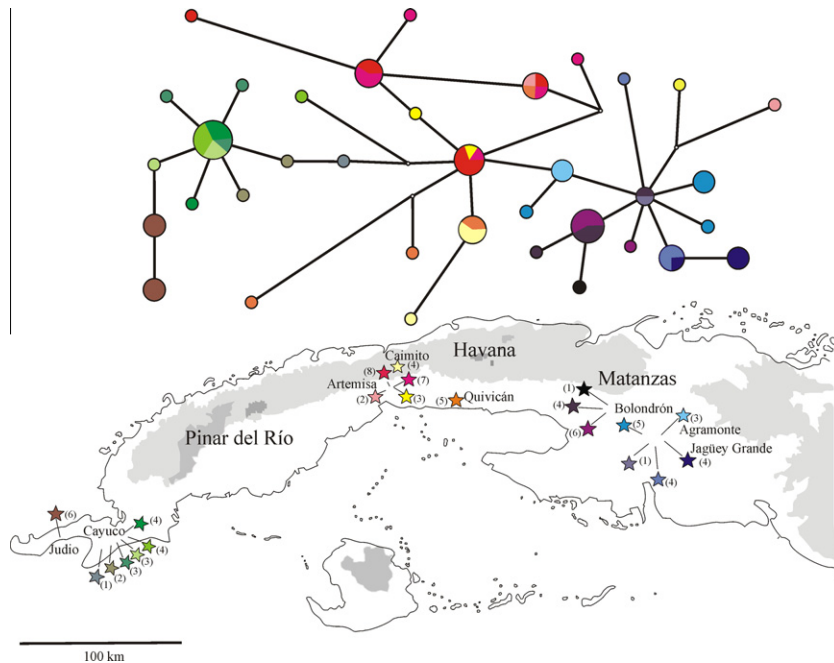 Caimito
(4)
Havana
(8)
(7)
Artemisa
(2)
(3)
(5)
Quivicán
(1)
Matanzas
(4)
Bolondrón
(3)
(5)
Agramonte
(6)
Jagüey Grande
(1)
(4)
(4)
Pinar del Río
(6)
(4)
Cayuco
Judío
(4)
(3)
(3)
(2)
(1)
100 km